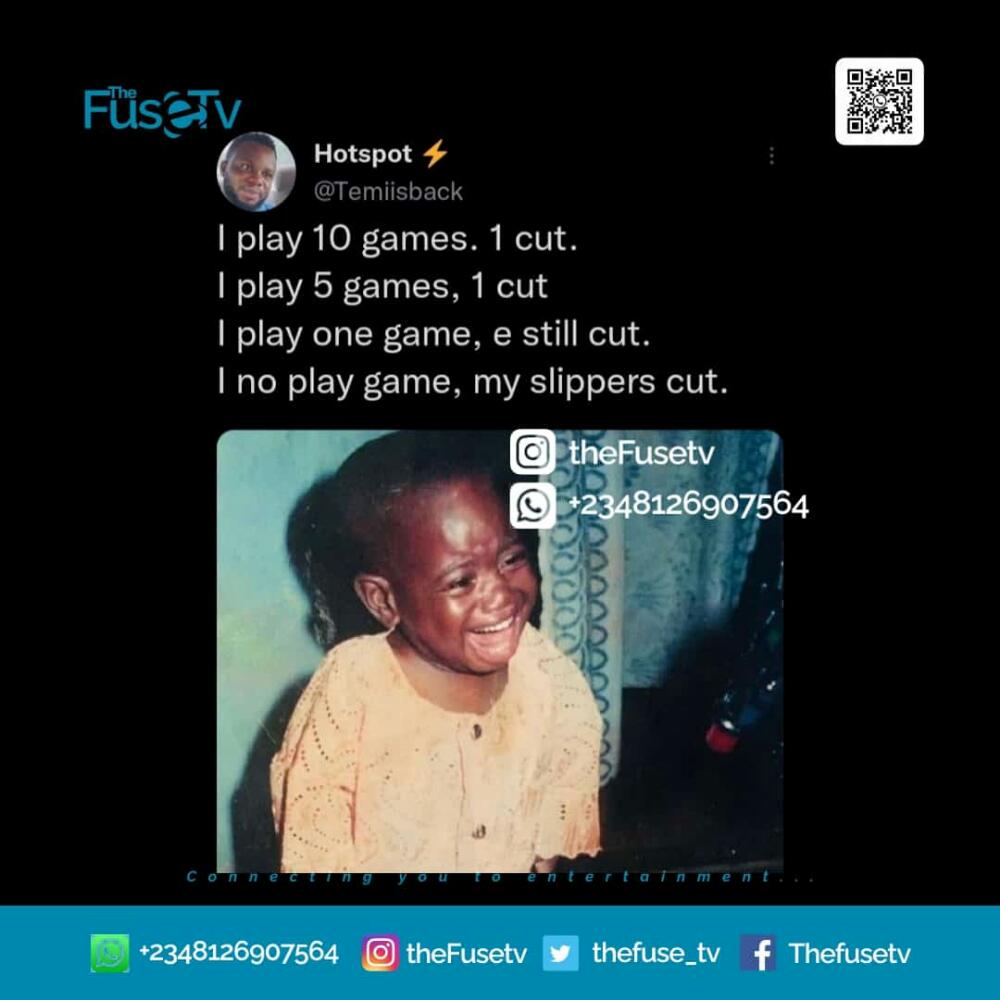 The
FuseTv
Hotspot ⚡
@Temiisback
I play 10 games. 1 cut.
I play 5 games, 1 cut
I play one game, e still cut.
I no play game, my slippers cut.
theFusetv
+2348126907564
Connecting you to entertainment...
+2348126907564 theFusetv thefuse_tv Thefusetv